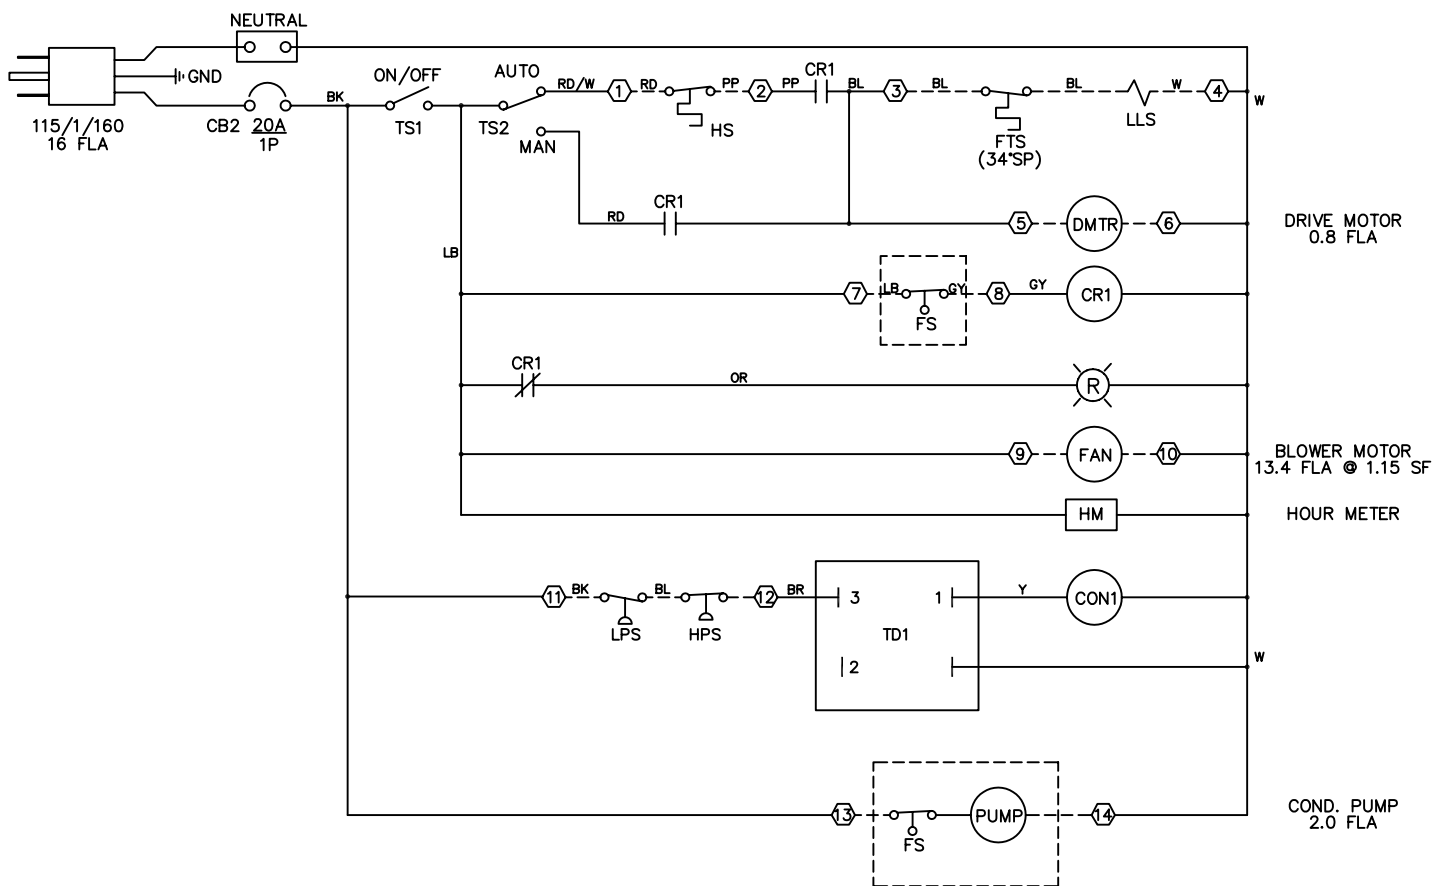 NEUTRAL
GND
115/1/160
16 FLA
CB2 20A
1P
BK
ON/OFF
TS1
AUTO
TS2
MAN
RD/W
1
RD
HS
PP
2
PP
CR1
BL
3
BL
FTS
(34°SP)
BL
LLS
W
4
W
RD
CR1
5
DMTR
6
DRIVE MOTOR
0.8 FLA
LB
7
LB
FS
GY
8
GY
CR1
CR1
OR
R
9
FAN
10
BLOWER MOTOR
13.4 FLA @ 1.15 SF
HM
HOUR METER
11
BK
LPS
BL
HPS
12
BR
3
1
TD1
2
Y
CON1
W
13
FS
PUMP
14
COND. PUMP
2.0 FLA